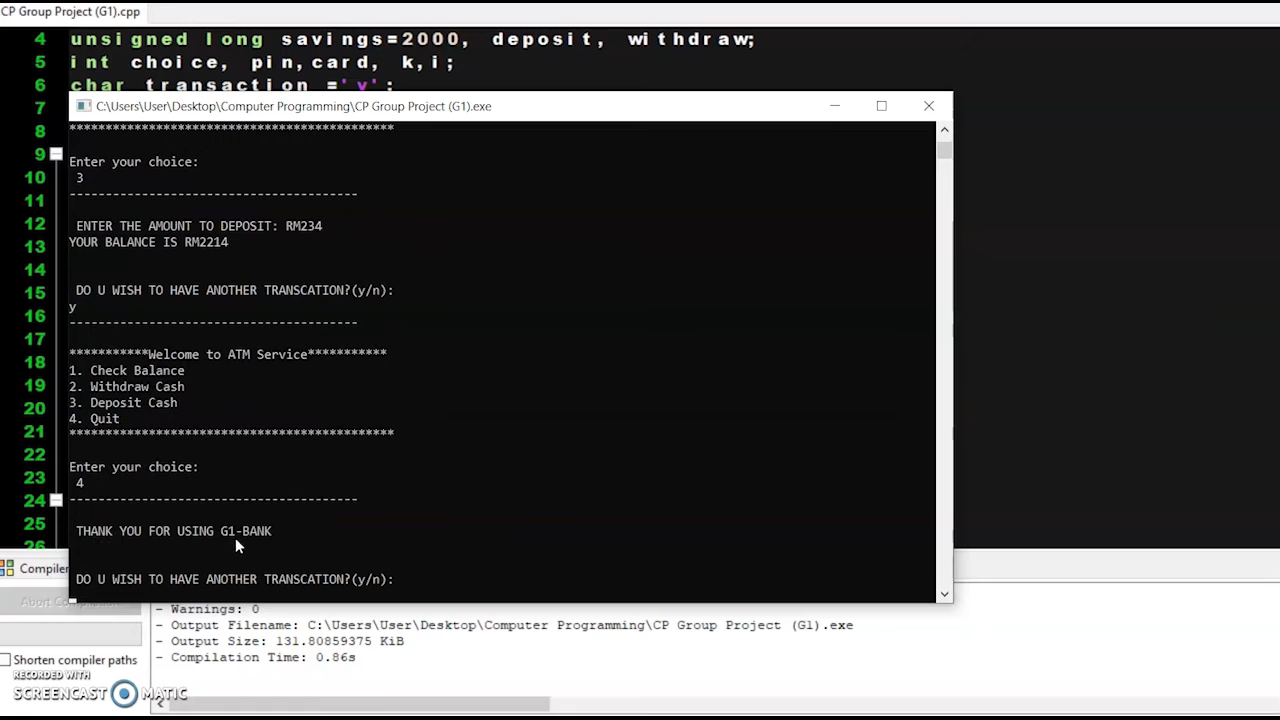 CP Group Project (G1).cpp
4 unsigned long savings=2000, deposit, withdraw;
5 int choice, pin,card, k,i;
6 char transaction ='y';
7
C:\Users\User\Desktop\Computer Programming\CP Group Project (G1).exe
8
********************************************
9
Enter your choice:
10
3
11
----------------------------------------
12
ENTER THE AMOUNT TO DEPOSIT: RM234
13
YOUR BALANCE IS RM2214
14
15
DO U WISH TO HAVE ANOTHER TRANSCATION?(y/n):
16
y
----------------------------------------
17
18
***********Welcome to ATM Service***********
1. Check Balance
19
2. Withdraw Cash
20
3. Deposit Cash
21
4. Quit
********************************************
22
23
Enter your choice:
4
24
----------------------------------------
25
THANK YOU FOR USING G1-BANK
26
DO U WISH TO HAVE ANOTHER TRANSCATION?(y/n):
Compiler
Abort Compilation
- Warnings: 0
- Output Filename: C:\Users\User\Desktop\Computer Programming\CP Group Project (G1).exe
- Output Size: 131.80859375 KiB
- Compilation Time: 0.86s
Shorten compiler paths
RECORDED WITH
SCREENCAST MATIC